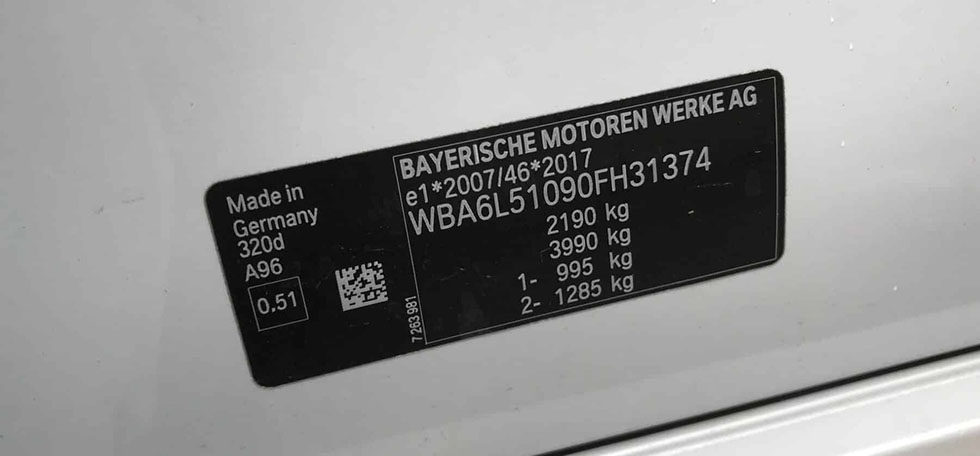 Made in
Germany
320d
A96
0.51
7 263 981
BAYERISCHE MOTOREN WERKE AG
e1*2007/46*2017
WBA6L51090FH31374
2190 kg
3990 kg
1- 995 kg
2- 1285 kg